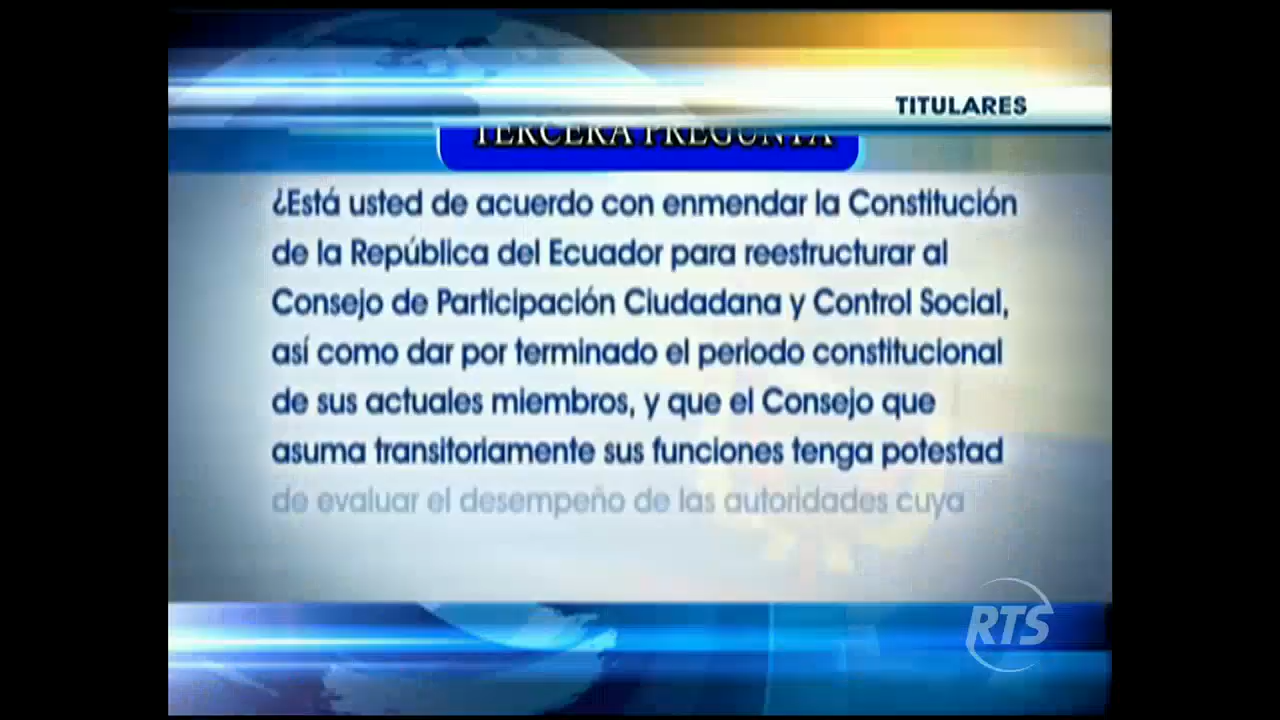 TITULARES
TERCERA PREGUNTA
¿Está usted de acuerdo con enmendar la Constitución
de la República del Ecuador para reestructurar al
Consejo de Participación Ciudadana y Control Social,
así como dar por terminado el periodo constitucional
de sus actuales miembros, y que el Consejo que
asuma transitoriamente sus funciones tenga potestad
de evaluar el desempeño de las autoridades cuya
RTS